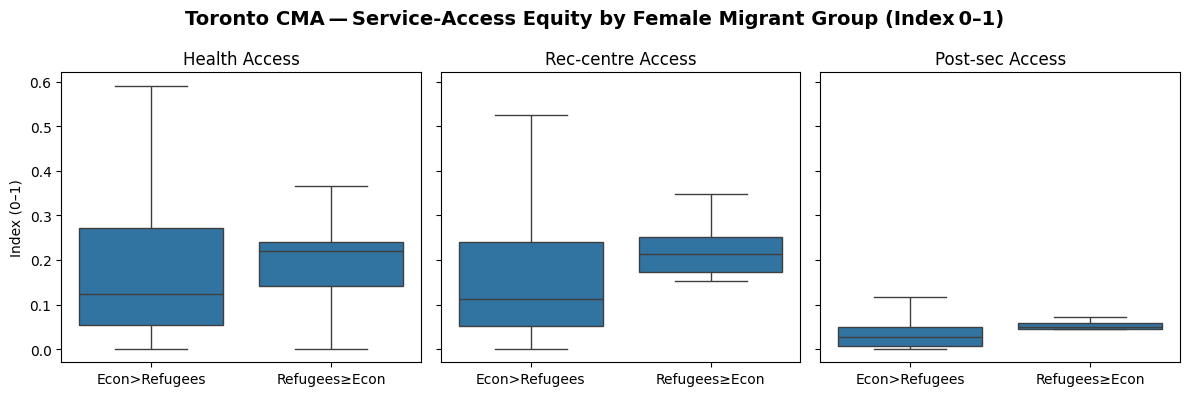 Toronto CMA — Service-Access Equity by Female Migrant Group (Index 0–1)
Health Access
Rec-centre Access
Post-sec Access
Index (0–1)
0.6
0.5
0.4
0.3
0.2
0.1
0.0
Econ>Refugees
Refugees≥Econ
Econ>Refugees
Refugees≥Econ
Econ>Refugees
Refugees≥Econ